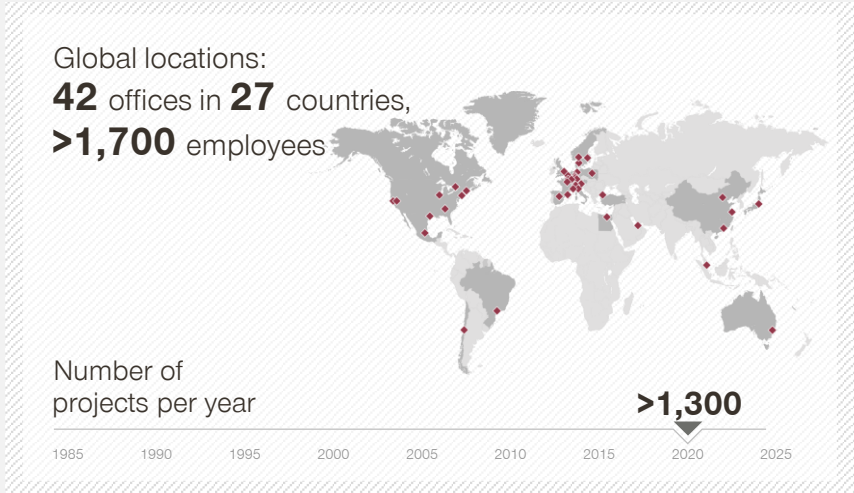 Global locations:
42 offices in 27 countries,
>1,700 employees
Number of
projects per year
>1,300
1985 1990 1995 2000 2005 2010 2015 2020 2025